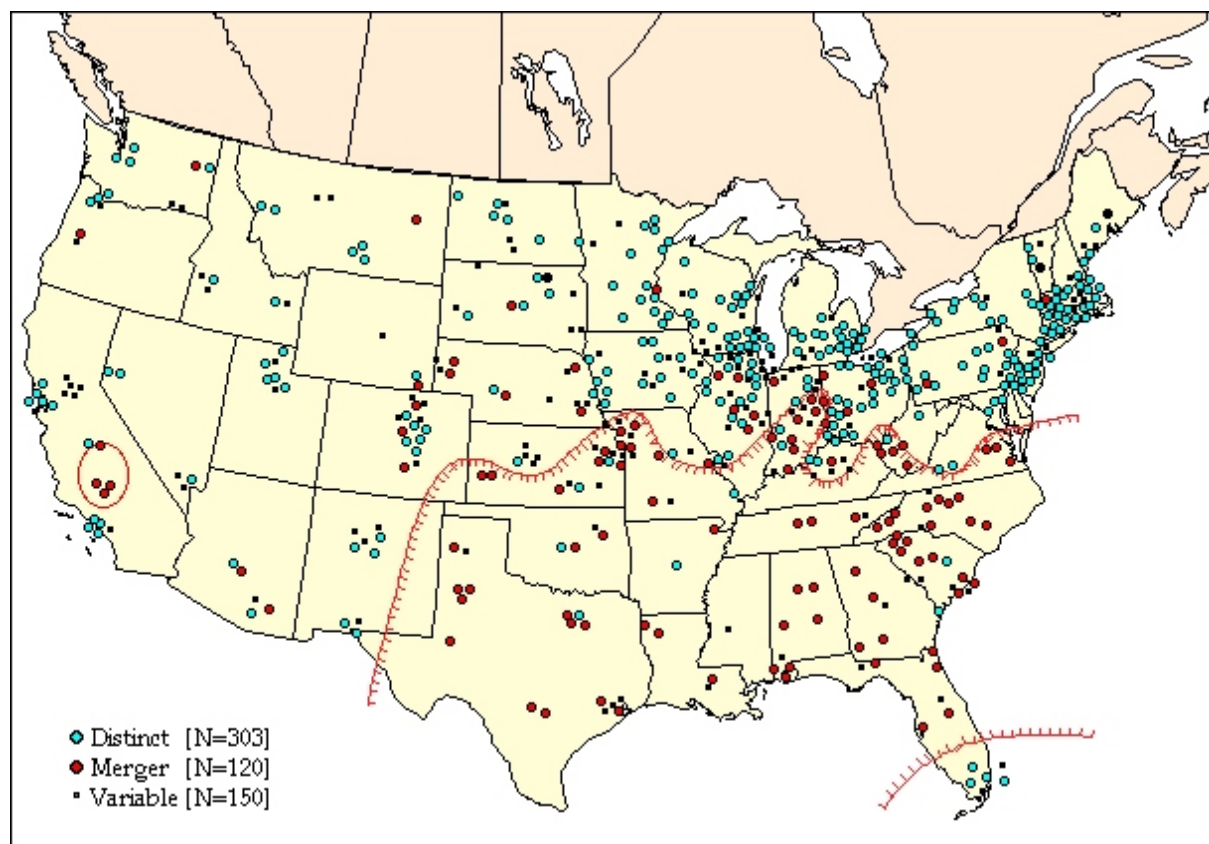 Distinct [N=303]
Merger [N=120]
Variable [N=150]